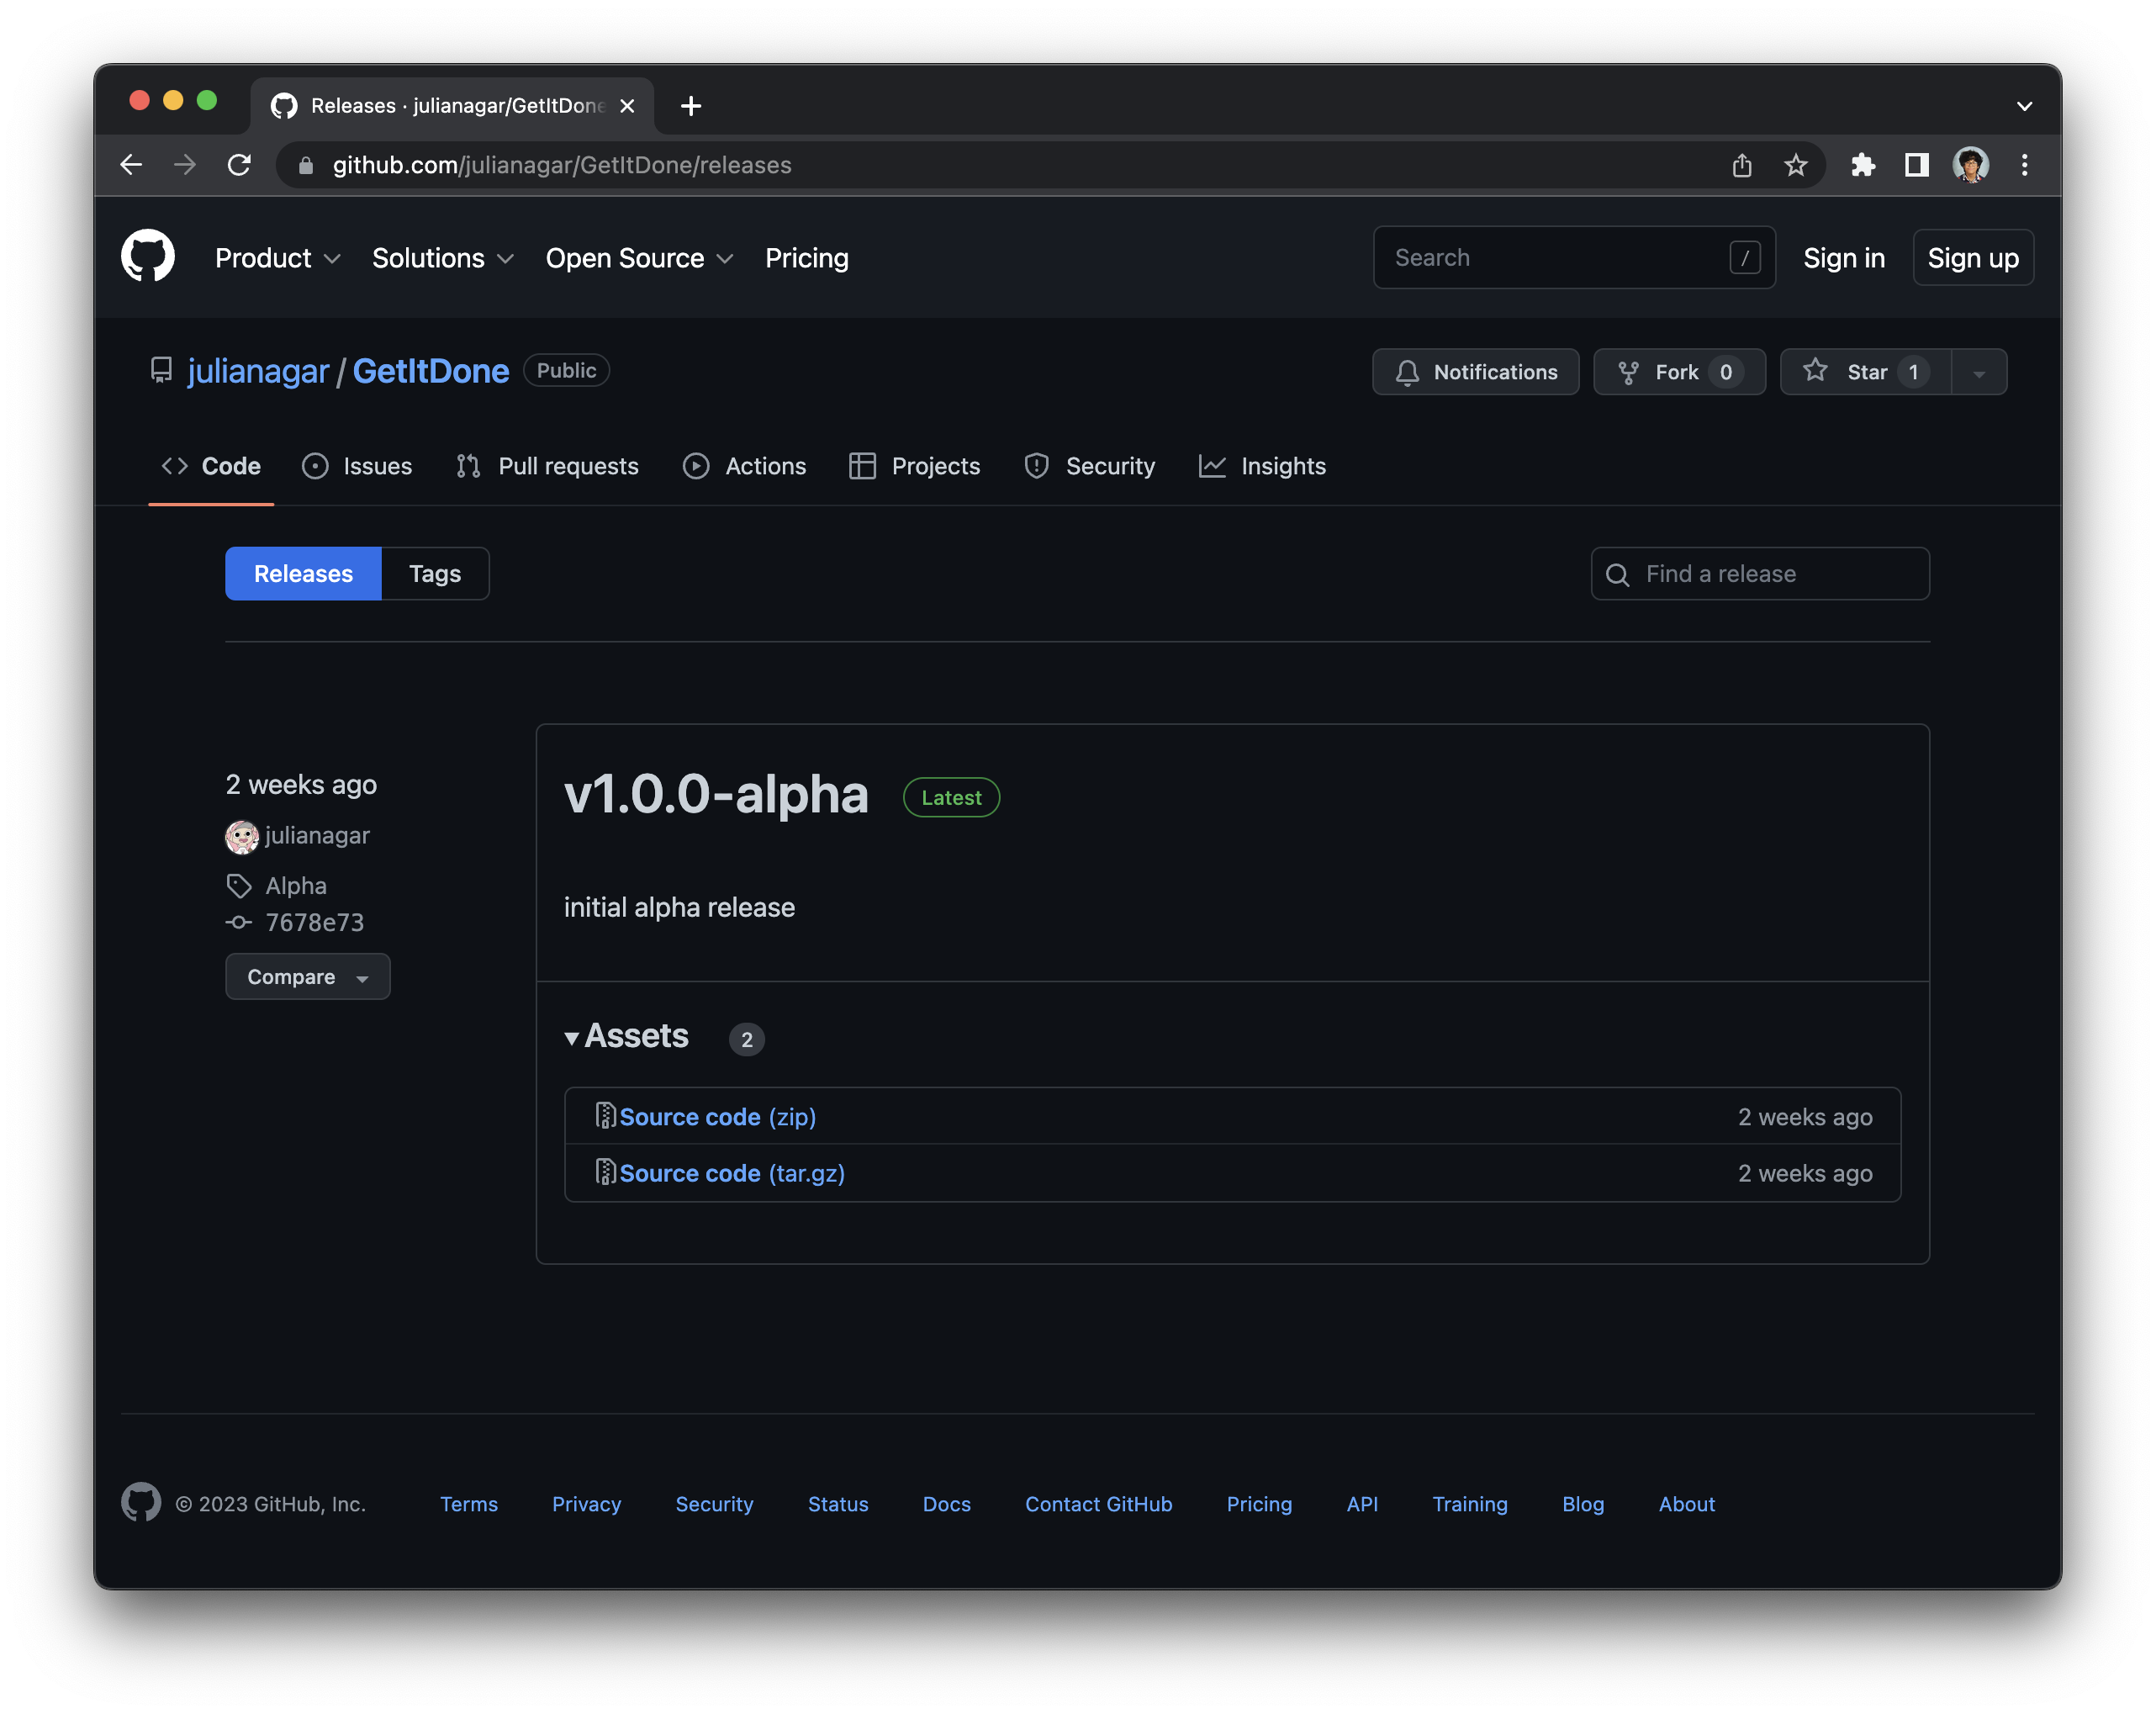 Releases · julianagar/GetItDone
github.com/julianagar/GetItDone/releases
Product Solutions Open Source Pricing Search / Sign in Sign up
julianagar / GetItDone Public Notifications Fork 0 Star 1
Code Issues Pull requests Actions Projects Security Insights
Releases Tags Find a release
2 weeks ago
julianagar
Alpha
7678e73
Compare
v1.0.0-alpha Latest
initial alpha release
Assets 2
Source code (zip) 2 weeks ago
Source code (tar.gz) 2 weeks ago
© 2023 GitHub, Inc. Terms Privacy Security Status Docs Contact GitHub Pricing API Training Blog About